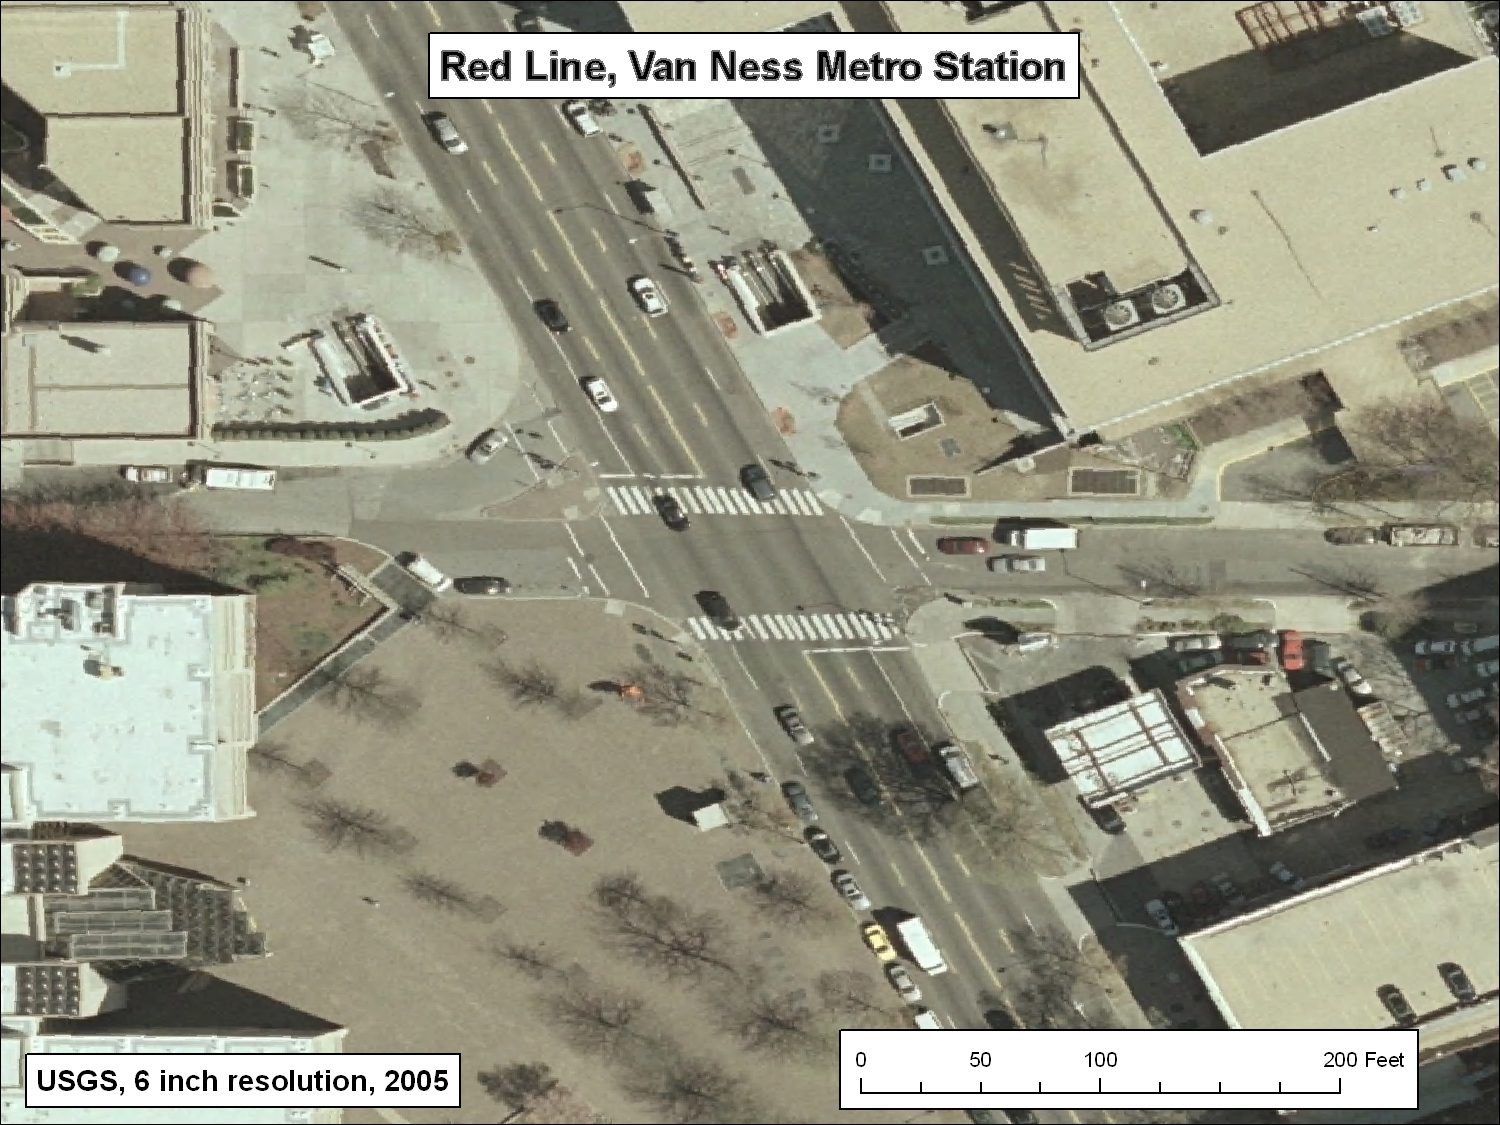 Red Line, Van Ness Metro Station
USGS, 6 inch resolution, 2005
0 50 100 200 Feet